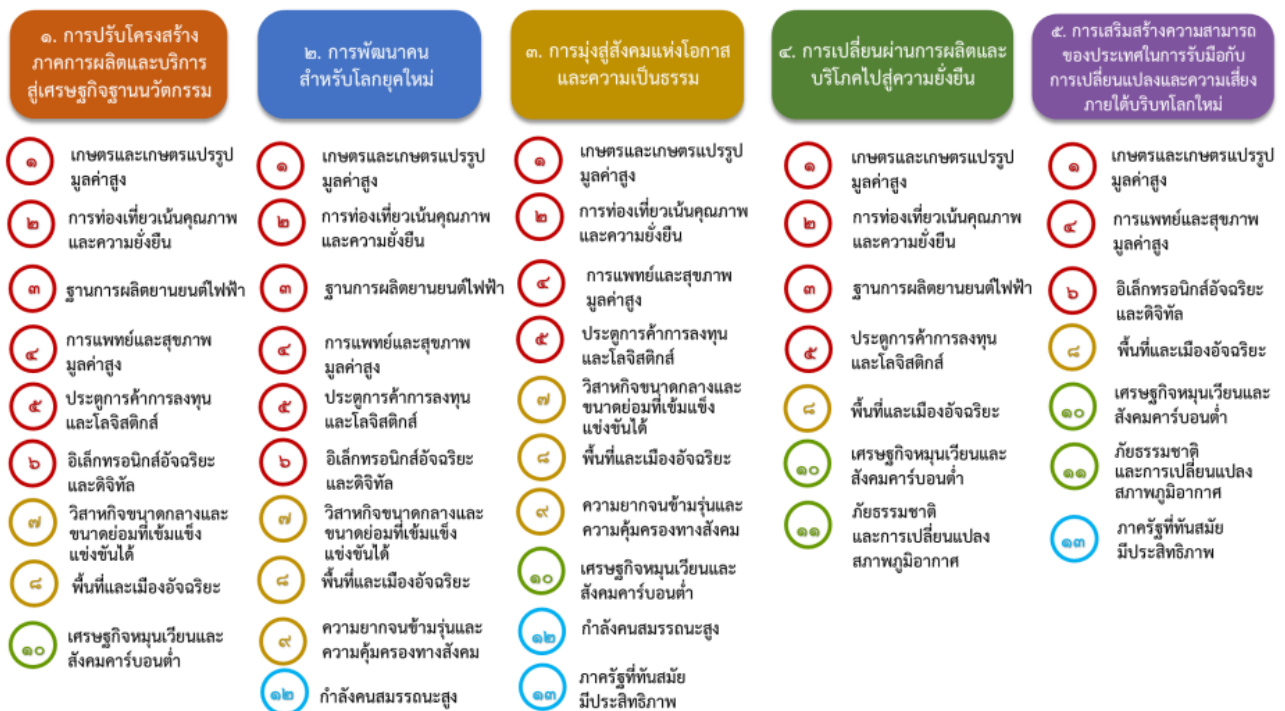 ๑. การปรับโครงสร้าง
ภาคการผลิตและบริการ
สู่เศรษฐกิจฐานนวัตกรรม
๑
เกษตรและเกษตรแปรรูป
มูลค่าสูง
๒
การท่องเที่ยวเน้นคุณภาพ
และความยั่งยืน
๓
ฐานการผลิตยานยนต์ไฟฟ้า
๔
การแพทย์และสุขภาพ
มูลค่าสูง
๕
ประตูการค้าการลงทุน
และโลจิสติกส์
๖
อิเล็กทรอนิกส์อัจฉริยะ
และดิจิทัล
๗
วิสาหกิจขนาดกลางและ
ขนาดย่อมที่เข้มแข็ง
แข่งขันได้
๘
พื้นที่และเมืองอัจฉริยะ
๑๐
เศรษฐกิจหมุนเวียนและ
สังคมคาร์บอนต่ำ
๒. การพัฒนาคน
สำหรับโลกยุคใหม่
๑
เกษตรและเกษตรแปรรูป
มูลค่าสูง
๒
การท่องเที่ยวเน้นคุณภาพ
และความยั่งยืน
๓
ฐานการผลิตยานยนต์ไฟฟ้า
๔
การแพทย์และสุขภาพ
มูลค่าสูง
๕
ประตูการค้าการลงทุน
และโลจิสติกส์
๖
อิเล็กทรอนิกส์อัจฉริยะ
และดิจิทัล
๗
วิสาหกิจขนาดกลางและ
ขนาดย่อมที่เข้มแข็ง
แข่งขันได้
๘
พื้นที่และเมืองอัจฉริยะ
๙
ความยากจนข้ามรุ่นและ
ความคุ้มครองทางสังคม
๑๒
กำลังคนสมรรถนะสูง
๓. การมุ่งสู่สังคมแห่งโอกาส
และความเป็นธรรม
๑
เกษตรและเกษตรแปรรูป
มูลค่าสูง
๒
การท่องเที่ยวเน้นคุณภาพ
และความยั่งยืน
๔
การแพทย์และสุขภาพ
มูลค่าสูง
๕
ประตูการค้าการลงทุน
และโลจิสติกส์
๗
วิสาหกิจขนาดกลางและ
ขนาดย่อมที่เข้มแข็ง
แข่งขันได้
๘
พื้นที่และเมืองอัจฉริยะ
๙
ความยากจนข้ามรุ่นและ
ความคุ้มครองทางสังคม
๑๐
เศรษฐกิจหมุนเวียนและ
สังคมคาร์บอนต่ำ
๑๒
กำลังคนสมรรถนะสูง
๑๓
ภาครัฐที่ทันสมัย
มีประสิทธิภาพ
๔. การเปลี่ยนผ่านการผลิตและ
บริโภคไปสู่ความยั่งยืน
๑
เกษตรและเกษตรแปรรูป
มูลค่าสูง
๒
การท่องเที่ยวเน้นคุณภาพ
และความยั่งยืน
๓
ฐานการผลิตยานยนต์ไฟฟ้า
๕
ประตูการค้าการลงทุน
และโลจิสติกส์
๘
พื้นที่และเมืองอัจฉริยะ
๑๐
เศรษฐกิจหมุนเวียนและ
สังคมคาร์บอนต่ำ
๑๑
ภัยธรรมชาติ
และการเปลี่ยนแปลง
สภาพภูมิอากาศ
๕. การเสริมสร้างความสามารถ
ของประเทศในการรับมือกับ
การเปลี่ยนแปลงและความเสี่ยง
ภายใต้บริบทโลกใหม่
๑
เกษตรและเกษตรแปรรูป
มูลค่าสูง
๔
การแพทย์และสุขภาพ
มูลค่าสูง
๖
อิเล็กทรอนิกส์อัจฉริยะ
และดิจิทัล
๘
พื้นที่และเมืองอัจฉริยะ
๑๐
เศรษฐกิจหมุนเวียนและ
สังคมคาร์บอนต่ำ
๑๑
ภัยธรรมชาติ
และการเปลี่ยนแปลง
สภาพภูมิอากาศ
๑๓
ภาครัฐที่ทันสมัย
มีประสิทธิภาพ